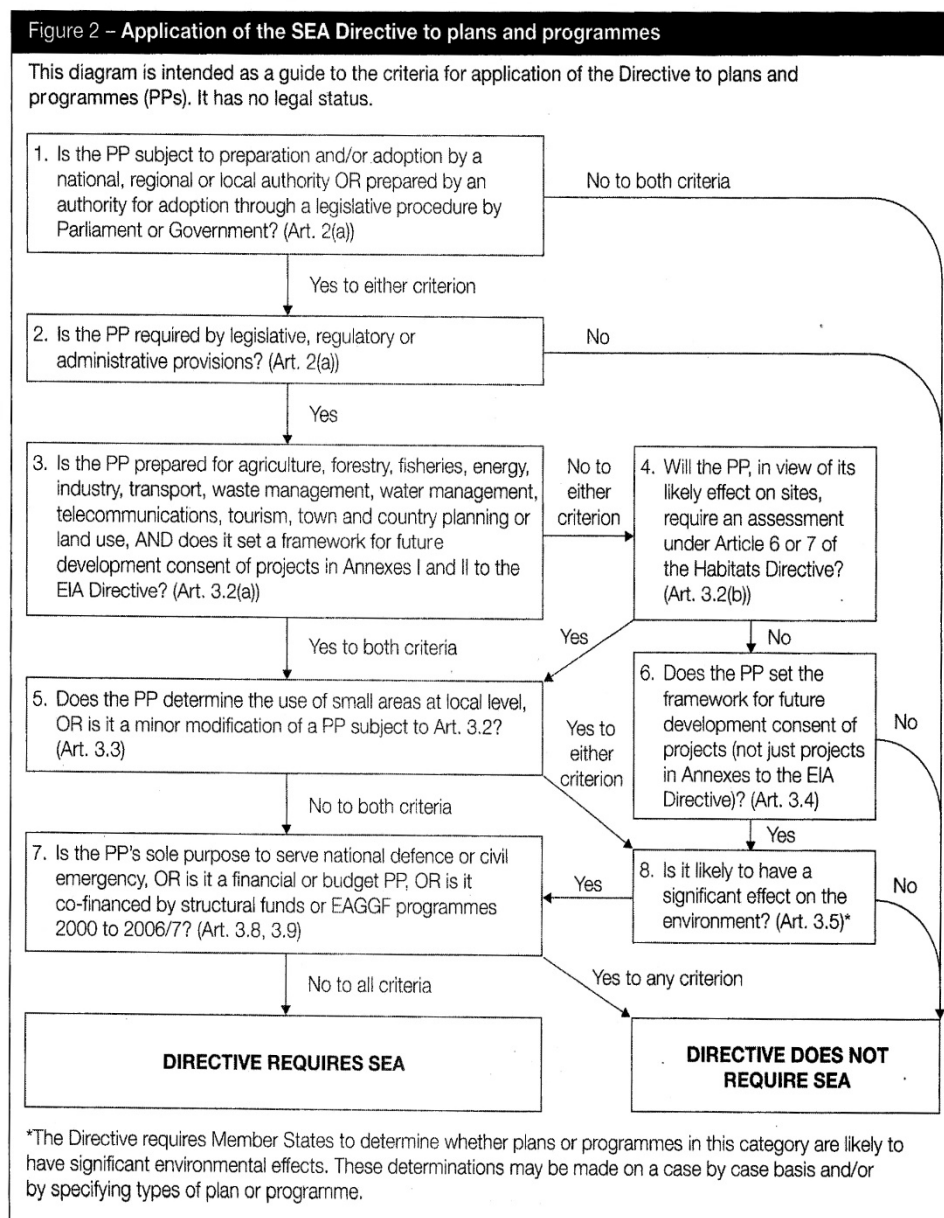 Figure 2 – Application of the SEA Directive to plans and programmes
This diagram is intended as a guide to the criteria for application of the Directive to plans and
programmes (PPs). It has no legal status.
1. Is the PP subject to preparation and/or adoption by a
national, regional or local authority OR prepared by an
authority for adoption through a legislative procedure by
Parliament or Government? (Art. 2(a))
No to both criteria
Yes to either criterion
2. Is the PP required by legislative, regulatory or
administrative provisions? (Art. 2(a))
No
Yes
3. Is the PP prepared for agriculture, forestry, fisheries, energy,
industry, transport, waste management, water management,
telecommunications, tourism, town and country planning or
land use, AND does it set a framework for future
development consent of projects in Annexes I and II to the
EIA Directive? (Art. 3.2(a))
No to
either
criterion
4. Will the PP, in view of its
likely effect on sites,
require an assessment
under Article 6 or 7 of
the Habitats Directive?
(Art. 3.2(b))
Yes to both criteria
Yes
No
5. Does the PP determine the use of small areas at local level,
OR is it a minor modification of a PP subject to Art. 3.2?
(Art. 3.3)
Yes to
either
criterion
6. Does the PP set the
framework for future
development consent of
projects (not just projects
in Annexes to the EIA
Directive)? (Art. 3.4)
No
No to both criteria
Yes
7. Is the PP's sole purpose to serve national defence or civil
emergency, OR is it a financial or budget PP, OR is it
co-financed by structural funds or EAGGF programmes
2000 to 2006/7? (Art. 3.8, 3.9)
Yes
8. Is it likely to have a
significant effect on the
environment? (Art. 3.5)*
No
No to all criteria
Yes to any criterion
DIRECTIVE REQUIRES SEA
DIRECTIVE DOES NOT
REQUIRE SEA
*The Directive requires Member States to determine whether plans or programmes in this category are likely to
have significant environmental effects. These determinations may be made on a case by case basis and/or
by specifying types of plan or programme.